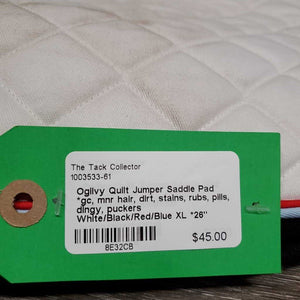 The Tack Collector
1003533-61
Ogilvy Quilt Jumper Saddle Pad
*gc, mnr hair, dirt, stains, rubs, pills,
dingy, puckers
White/Black/Red/Blue XL *26"
$45.00
8E32CB